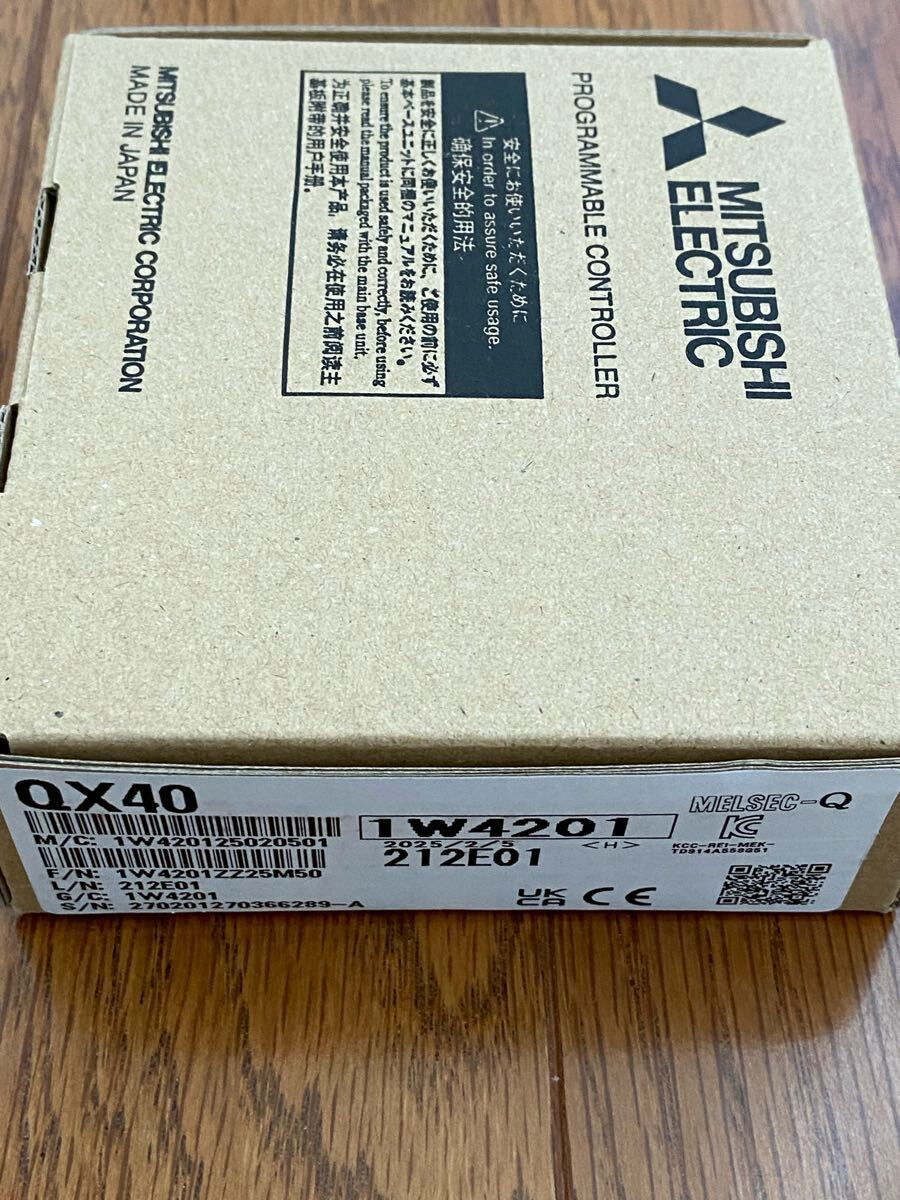 MITSUBISHI
ELECTRIC
PROGRAMMABLE CONTROLLER
安全にお使いいただくために
In order to assure safe usage.
确保安全的用法
製品を安全に正しくお使いいただくために、ご使用の前に必ず
基本ベースユニットに同梱のマニュアルをお読みください。
To ensure the product is used safely and correctly, before using
please read the manual packaged with the main base unit.
为正确并安全使用本产品，请务必在使用之前阅读主
基板附带的用户手册。
MITSUBISHI ELECTRIC CORPORATION
MADE IN JAPAN
QX40
MELSEC-Q
1W4201
M/C: 1W420125020501
2025/2/5 <H>
KCC-REI-MEK-
TD914A558G51
212E01
F/N: 1W4201ZZ25M50
L/N: 212E01
G/C: 1W4201
S/N: 270201270366289-A
UK
CA
CE